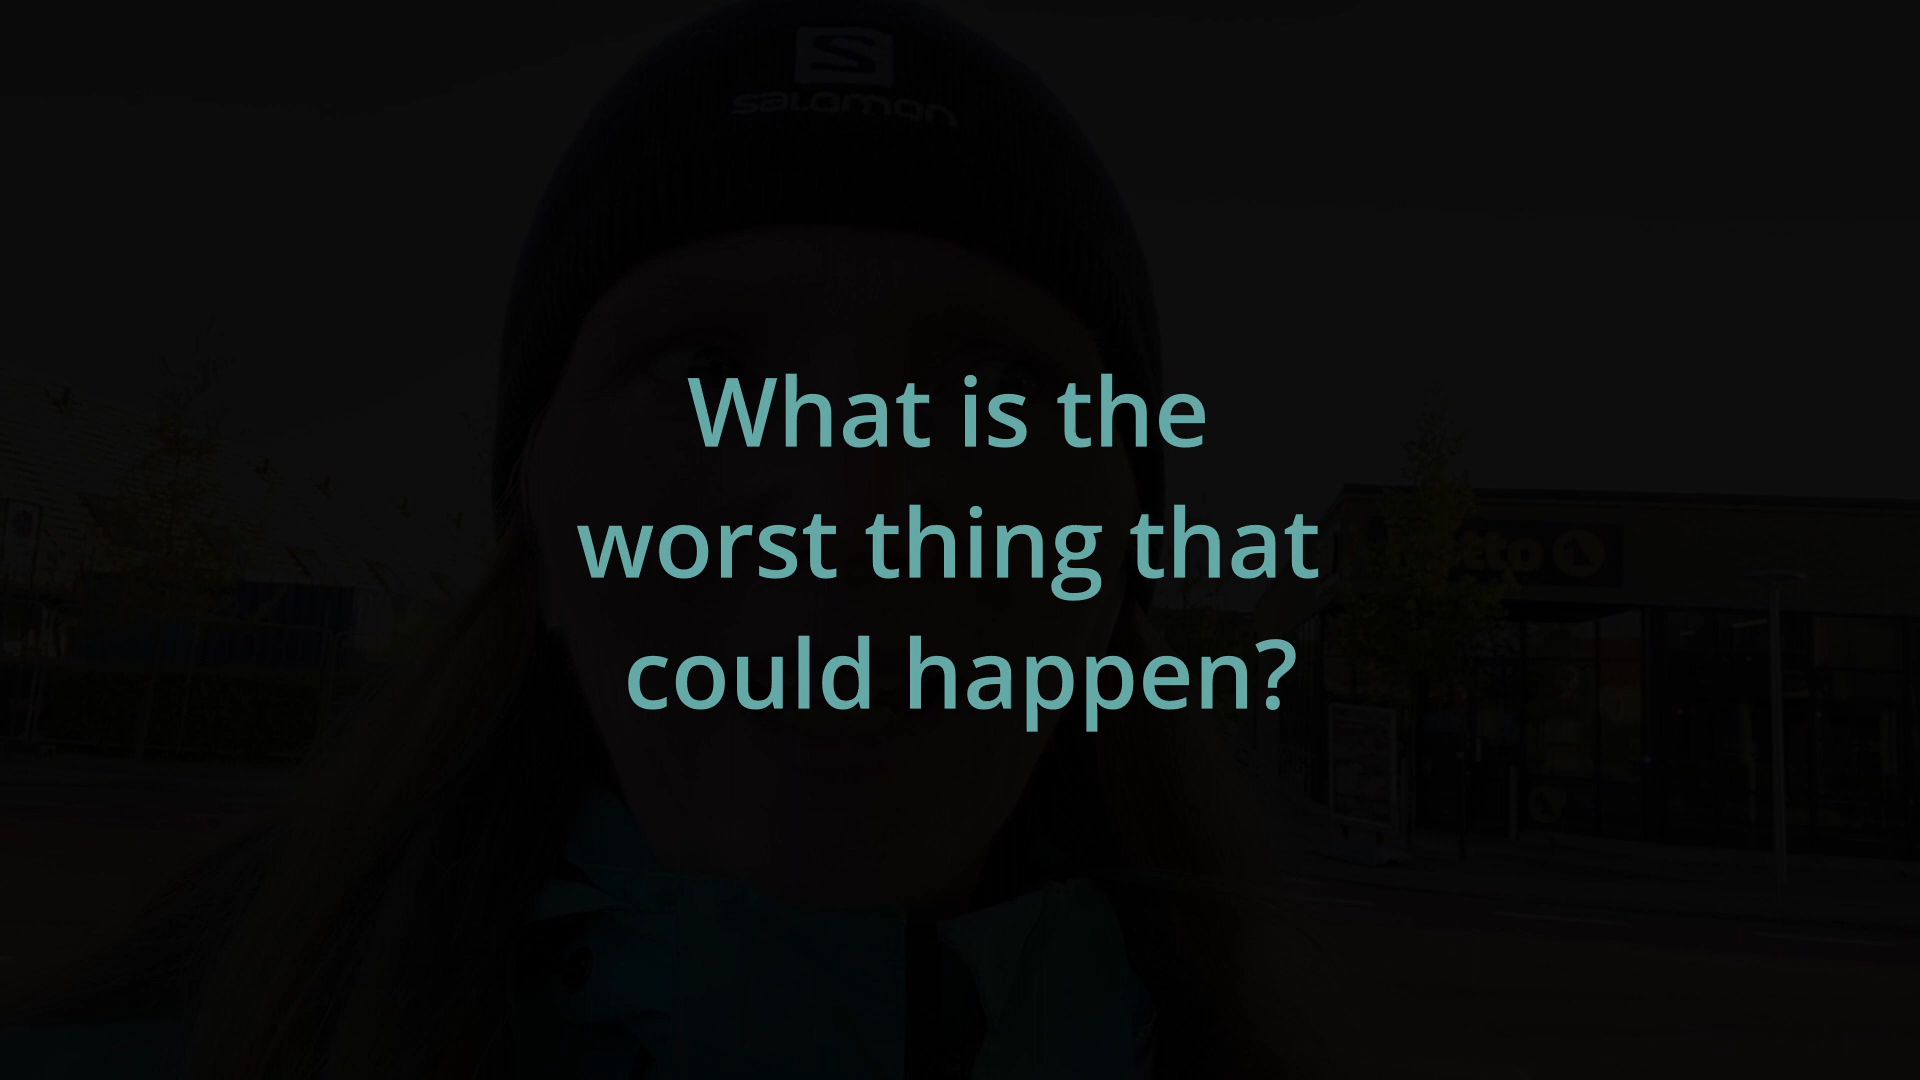 S
salomon
What is the
worst thing that
could happen?